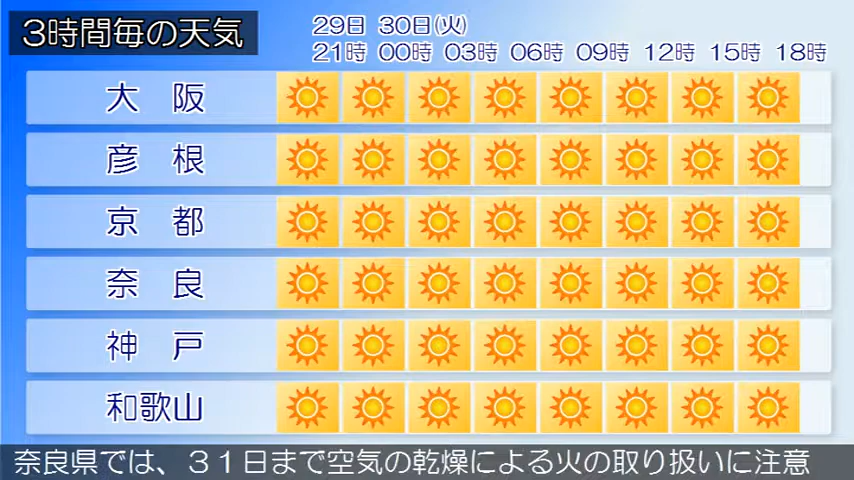 3時間毎の天気
29日 30日(火)
21時 00時 03時 06時 09時 12時 15時 18時
大 阪
彦 根
京 都
奈 良
神 戸
和歌山
奈良県では、３１日まで空気の乾燥による火の取り扱いに注意